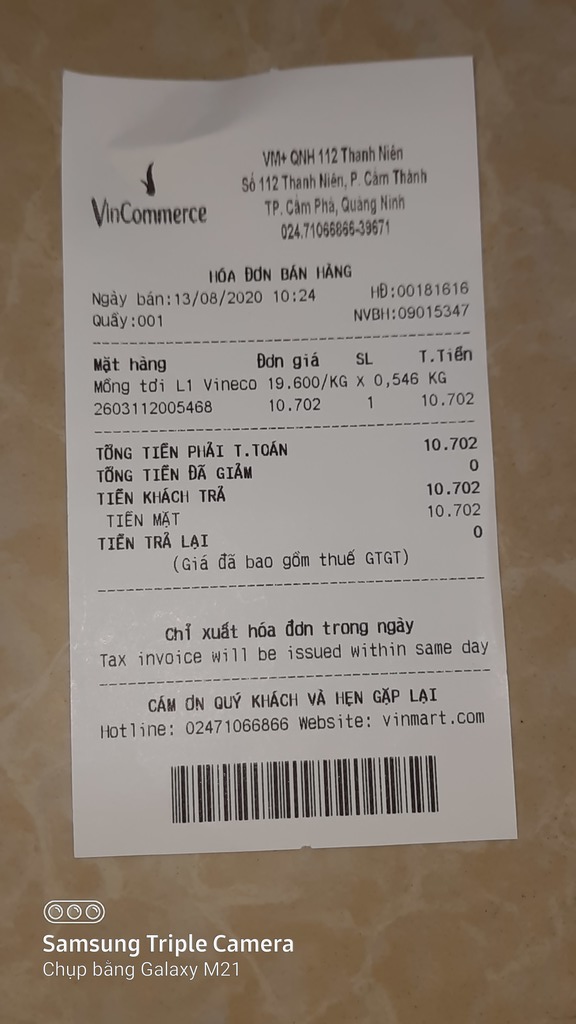 VinCommerce
VM+ QNH 112 Thanh Niên
Số 112 Thanh Niên, P. Cẩm Thành
TP. Cẩm Phả, Quảng Ninh
024.71066866-39671
HÓA ĐƠN BÁN HÀNG
Ngày bán:13/08/2020 10:24 HĐ:00181616
Quầy:001 NVBH:09015347
Mặt hàng Đơn giá SL T.Tiền
Mồng tơi L1 Vineco 19.600/KG X 0,546 KG
2603112005468 10.702 1 10.702
TỔNG TIỀN PHẢI T.TOÁN 10.702
TỔNG TIỀN ĐÃ GIẢM 0
TIỀN KHÁCH TRẢ 10.702
TIỀN MẶT 10.702
TIỀN TRẢ LẠI 0
(Giá đã bao gồm thuế GTGT)
Chỉ xuất hóa đơn trong ngày
Tax invoice will be issued within same day
CẢM ƠN QUÝ KHÁCH VÀ HẸN GẶP LẠI
Hotline: 02471066866 Website: vinmart.com
Samsung Triple Camera
Chụp bằng Galaxy M21